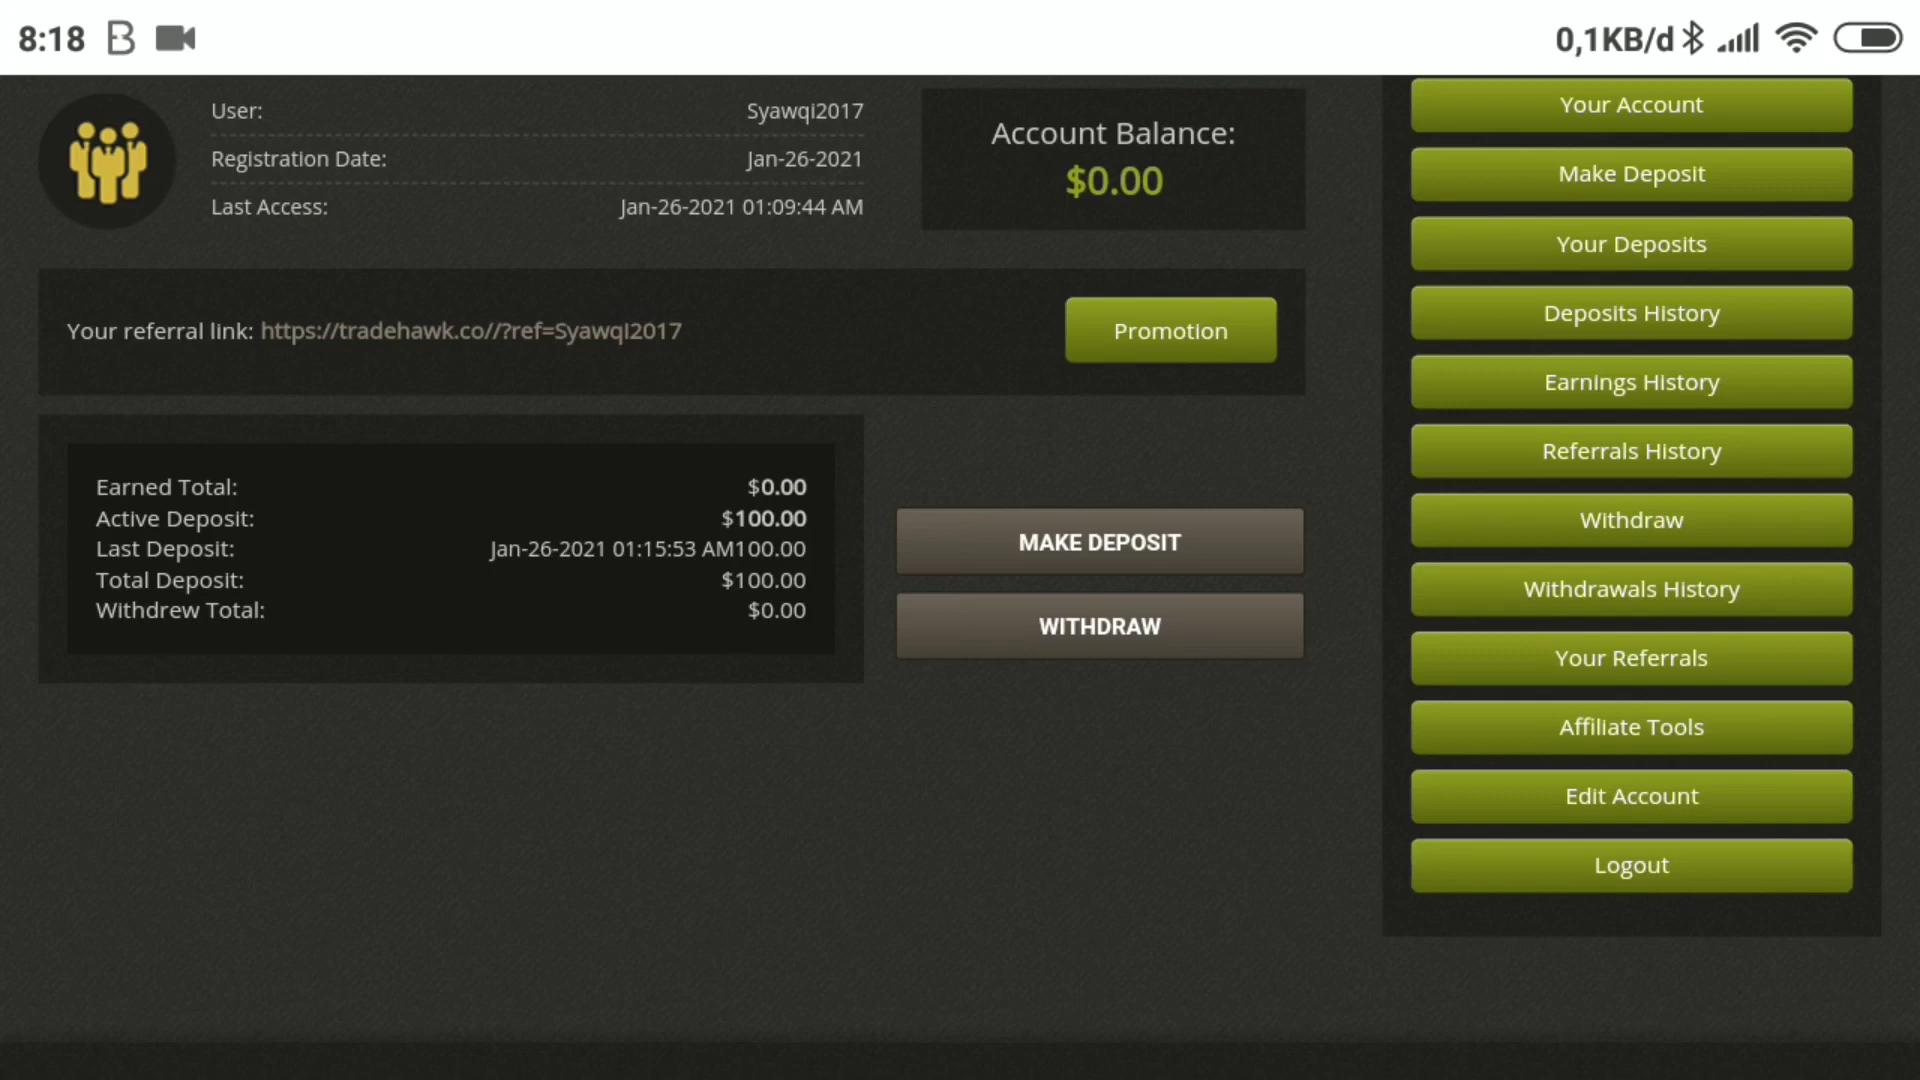 8:18 0,1KB/d
User: Syawqi2017
Registration Date: Jan-26-2021
Last Access: Jan-26-2021 01:09:44 AM
Account Balance:
$0.00
Your referral link: https://tradehawk.co//?ref=Syawqi2017
Promotion
Earned Total: $0.00
Active Deposit: $100.00
Last Deposit: Jan-26-2021 01:15:53 AM100.00
Total Deposit: $100.00
Withdrew Total: $0.00
MAKE DEPOSIT
WITHDRAW
Your Account
Make Deposit
Your Deposits
Deposits History
Earnings History
Referrals History
Withdraw
Withdrawals History
Your Referrals
Affiliate Tools
Edit Account
Logout